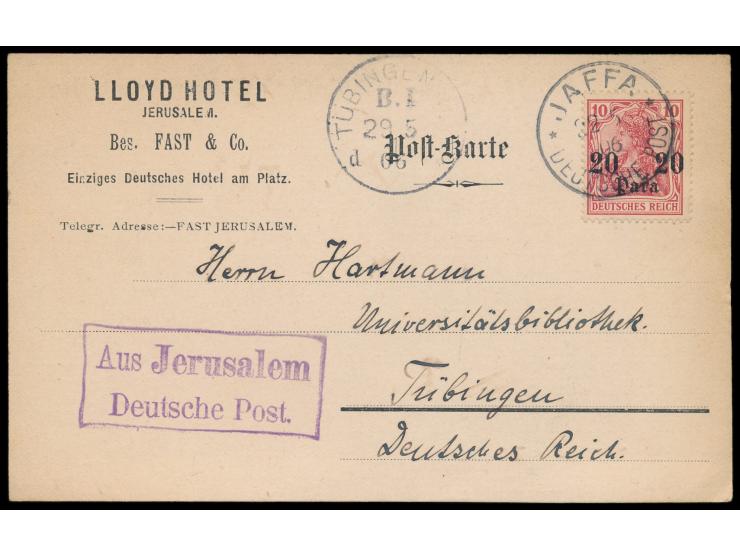 LLOYD HOTEL
JERUSALEM.
Bes. FAST & Co.
Einziges Deutsches Hotel am Platz.
Telegr. Adresse:—FAST JERUSALEM.
TÜBINGEN
B.I
29 5
d 06
Post-Karte
* JAFFA *
06
DEUTSCHE POST
10 10
20 20
Para
DEUTSCHES REICH
Herrn Hartmann
Universitätsbibliothek.
Tübingen
Deutsches Reich.
Aus Jerusalem
Deutsche Post.